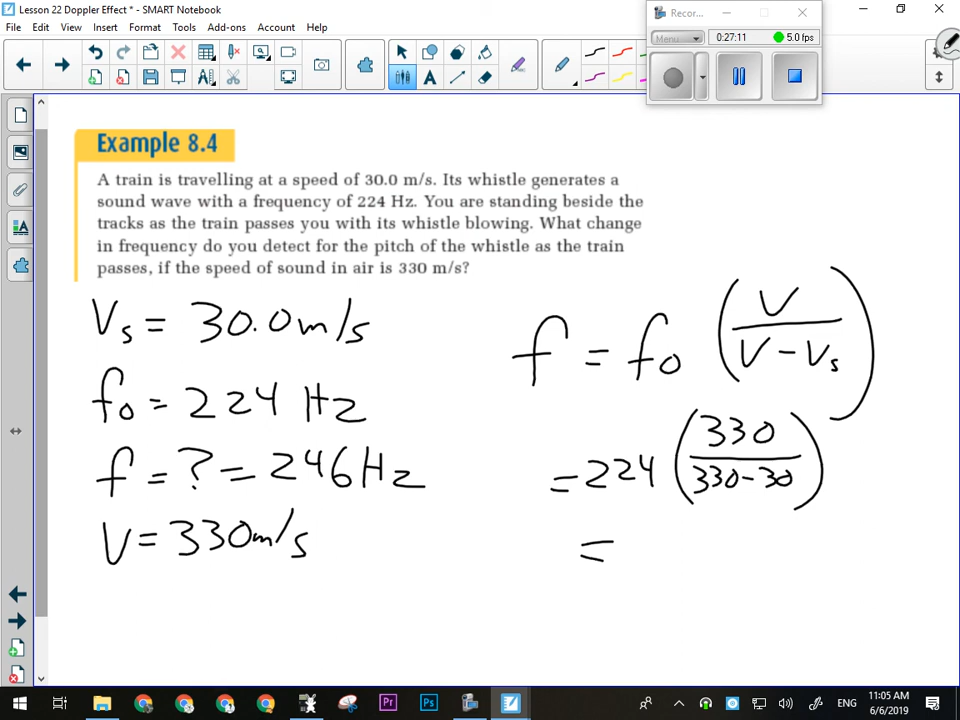 Lesson 22 Doppler Effect * - SMART Notebook
Recor...
File Edit View Insert Format Tools Add-ons Account Help
Menu
0:27:11
5.0 fps
Example 8.4
A train is travelling at a speed of 30.0 m/s. Its whistle generates a
sound wave with a frequency of 224 Hz. You are standing beside the
tracks as the train passes you with its whistle blowing. What change
in frequency do you detect for the pitch of the whistle as the train
passes, if the speed of sound in air is 330 m/s?
Vs = 30.0 m/s
fo = 224 Hz
f = ? = 246 Hz
V = 330 m/s
f = fo (V / V - Vs)
= 224 (330 / 330 - 30)
=
ENG
11:05 AM
6/6/2019